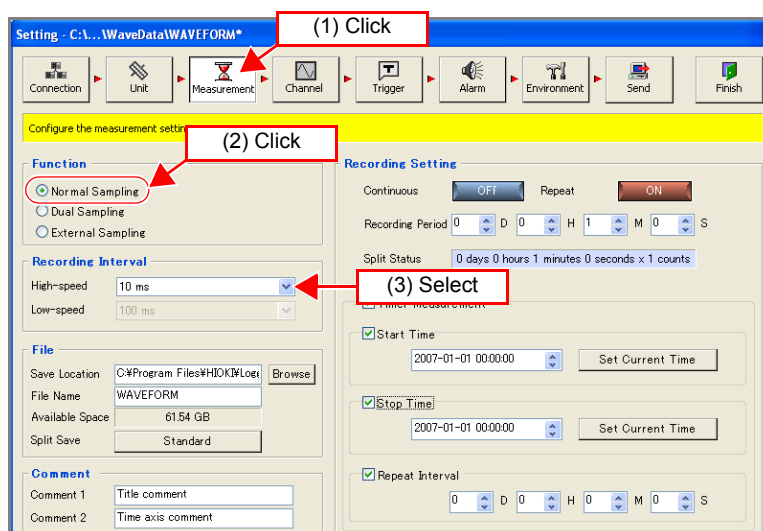 Setting - C:\...\WaveData\WAVEFORM*
(1) Click
Connection
Unit
Measurement
Channel
Trigger
Alarm
Environment
Send
Finish
Configure the measurement
(2) Click
Function
Normal Sampling
Dual Sampling
External Sampling
Recording Interval
High-speed 10 ms
Low-speed 100 ms
(3) Select
File
Save Location C:¥Program Files¥HIOKI¥Log Browse
File Name WAVEFORM
Available Space 61.54 GB
Split Save Standard
Comment
Comment 1 Title comment
Comment 2 Time axis comment
Recording Setting
Continuous OFF Repeat ON
Recording Period 0 D 0 H 1 M 0 S
Split Status 0 days 0 hours 1 minutes 0 seconds x 1 counts
Start Time
2007-01-01 00:00:00 Set Current Time
Stop Time
2007-01-01 00:00:00 Set Current Time
Repeat Interval
0 D 0 H 0 M 0 S